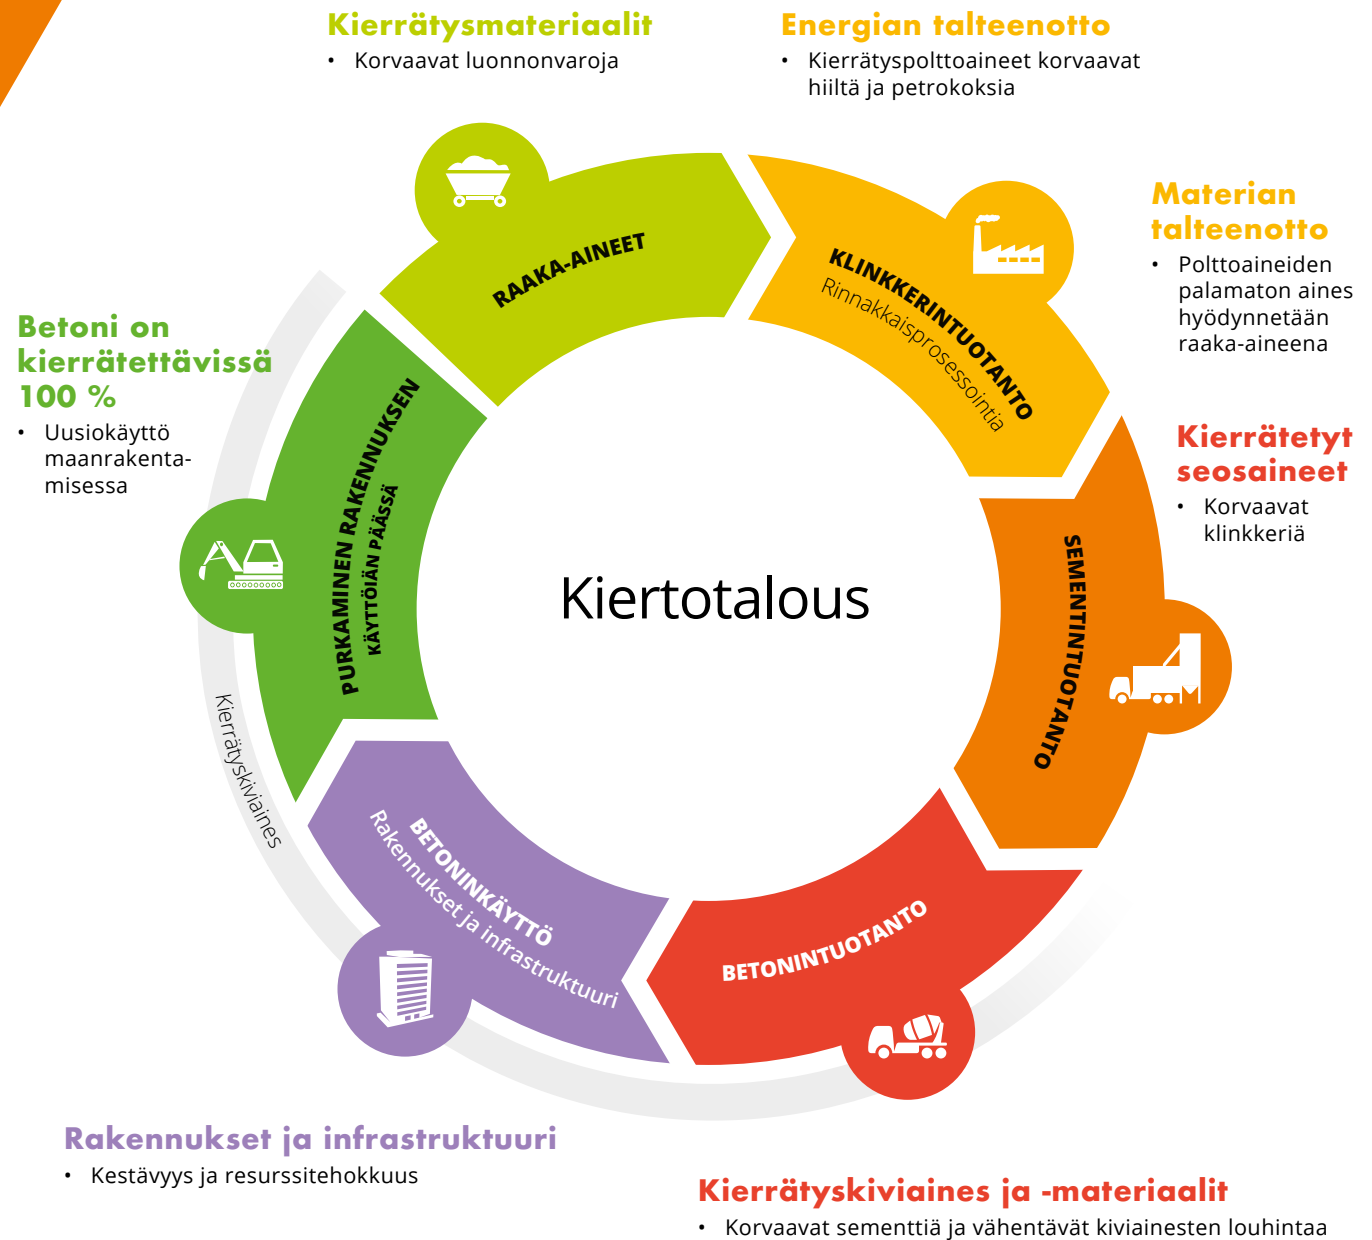 Kierrätysmateriaalit
• Korvaavat luonnonvaroja
Energian talteenotto
• Kierrätyspolttoaineet korvaavat
hiiltä ja petrokoksia
Materian
talteenotto
• Polttoaineiden
palamaton aines
hyödynnetään
raaka-aineena
Kierrätetyt
seosaineet
• Korvaavat
klinkkeriä
Betoni on
kierrätettävissä
100 %
• Uusiokäyttö
maanrakenta-
misessa
RAAKA-AINEET
KLINKKERINTUOTANTO
Rinnakkaisprosessointia
SEMENTINTUOTANTO
BETONINTUOTANTO
BETONINKÄYTTÖ
Rakennukset ja infrastruktuuri
PURKAMINEN RAKENNUKSEN
KÄYTTÖIÄN PÄÄSSÄ
Kierrätyskiviaines
Kiertotalous
Rakennukset ja infrastruktuuri
• Kestävyys ja resurssitehokkuus
Kierrätyskiviaines ja -materiaalit
• Korvaavat sementtiä ja vähentävät kiviainesten louhintaa